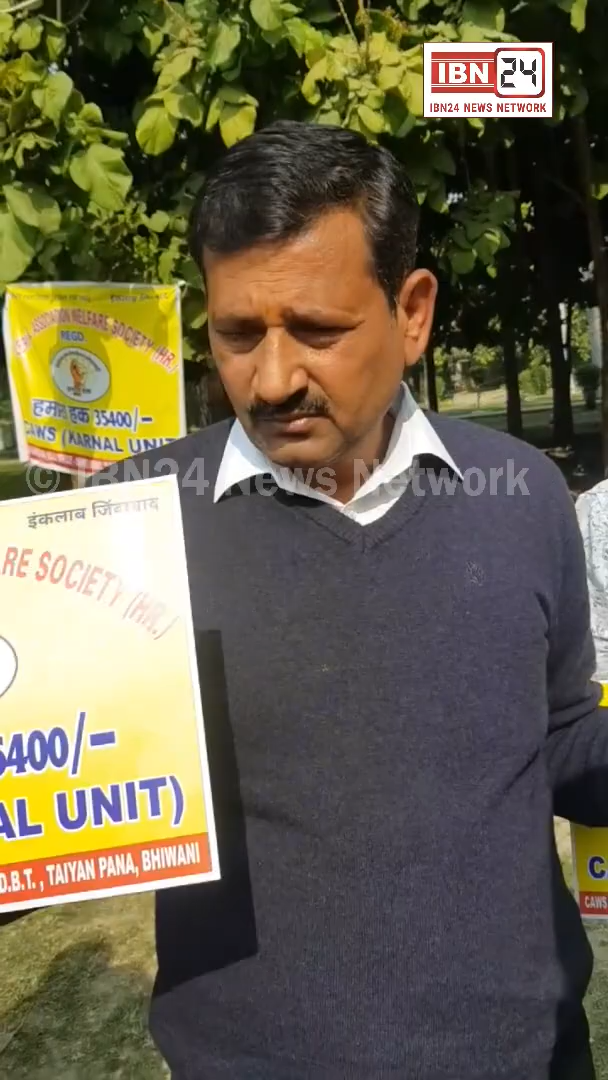 IBN 24
IBN24 NEWS NETWORK
ASSOCIATION WELFARE SOCIETY (HR.)
REGD.
हमारा हक 35400/-
CAWS (KARNAL UNIT)
© IBN24 News Network
इंकलाब जिंदाबाद
RE SOCIETY (HR.)
5400/-
AL UNIT)
D.B.T., TAIYAN PANA, BHIWANI
C
CAWS